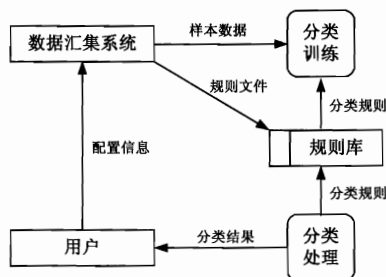 样本数据
数据汇集系统
分类
训练
规则文件
分类规则
配置信息
规则库
分类规则
分类结果
用户
分类
处理